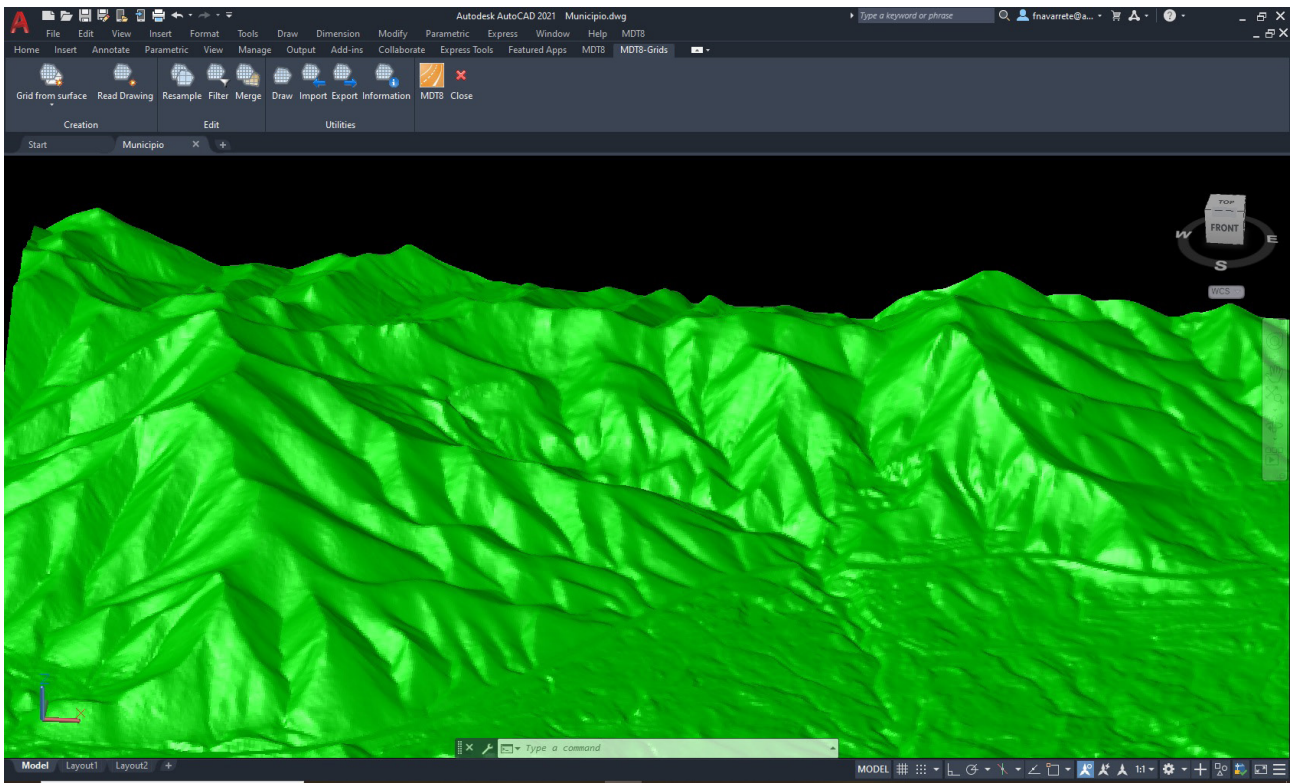 A Autodesk AutoCAD 2021 Municipio.dwg Type a keyword or phrase fnavarrete@a...
File Edit View Insert Format Tools Draw Dimension Modify Parametric Express Window Help MDT8
Home Insert Annotate Parametric View Manage Output Add-ins Collaborate Express Tools Featured Apps MDT8 MDT8-Grids
Grid from surface Read Drawing Resample Filter Merge Draw Import Export Information MDT8 Close
Creation Edit Utilities
Start Municipio
TOP
FRONT
W E
S
WCS
Z
X
Type a command
Model Layout1 Layout2 + MODEL 1:1